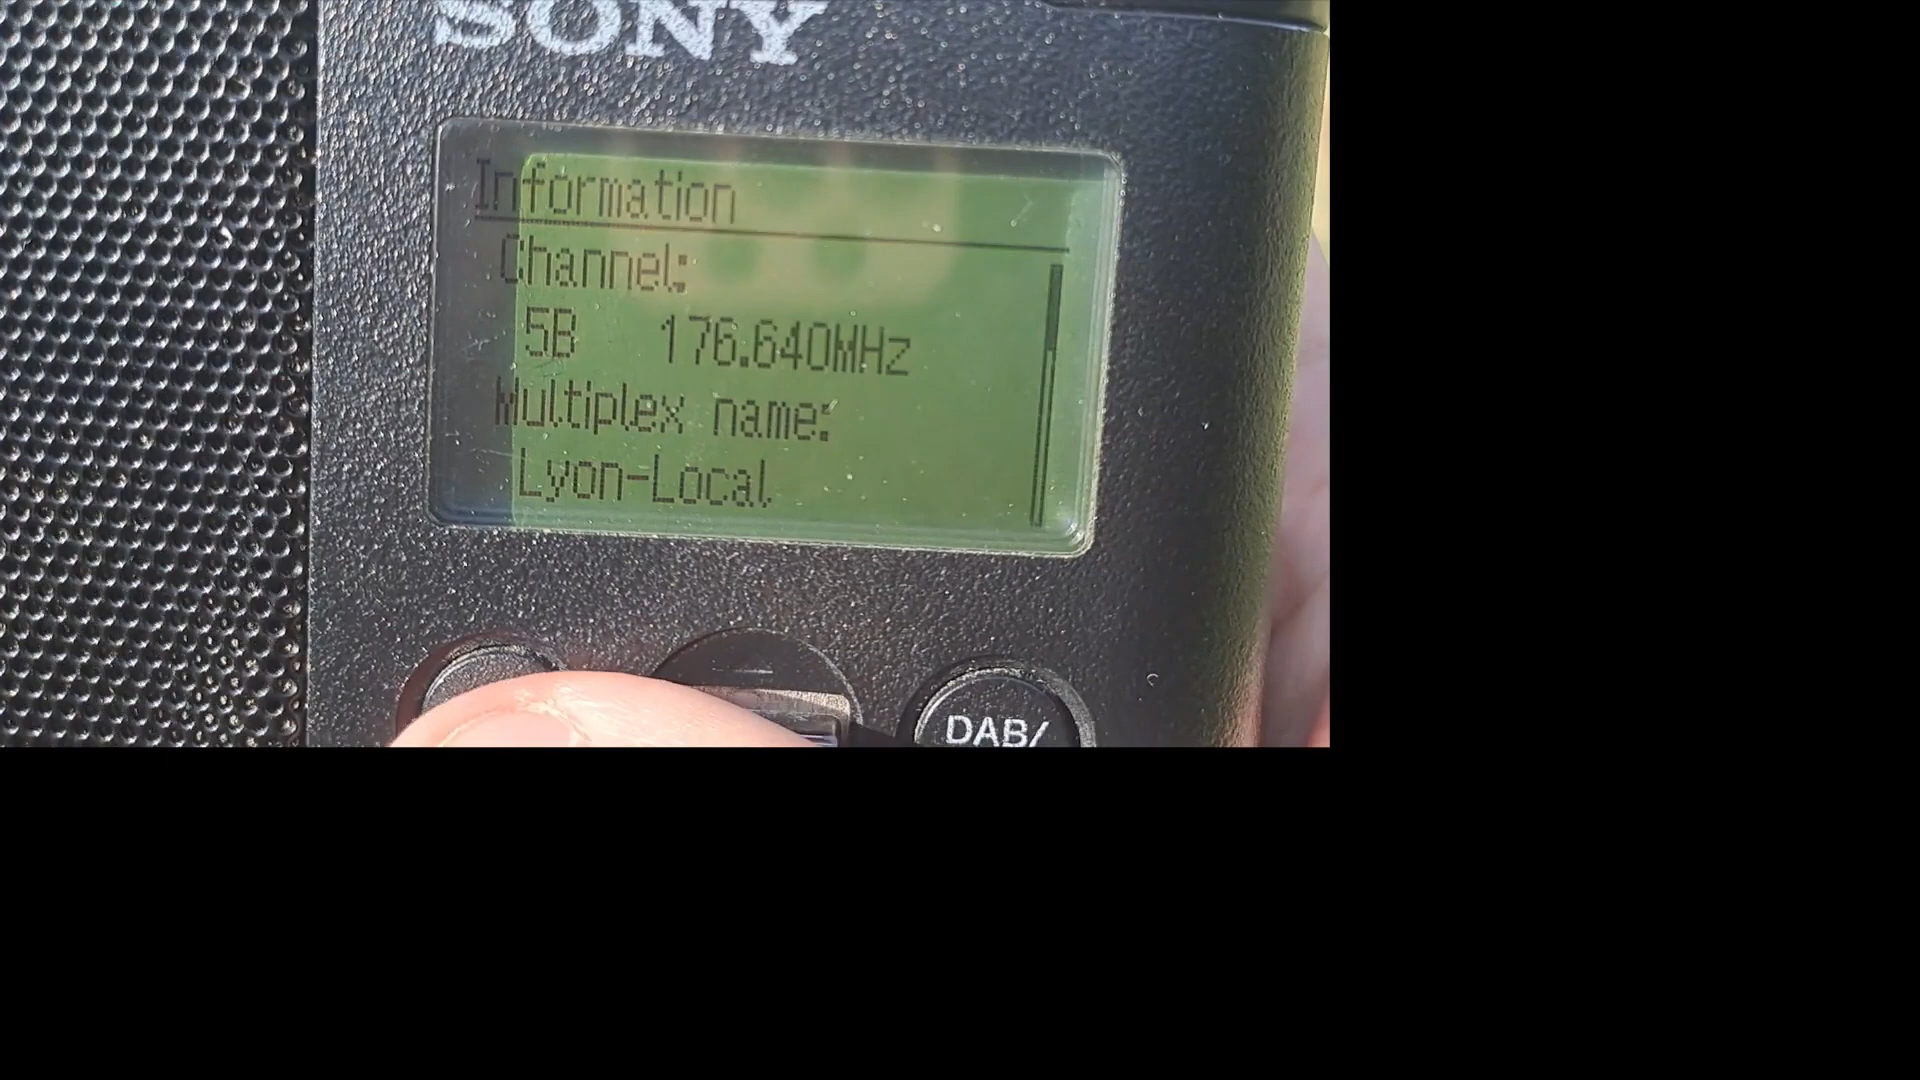 SONY
Information
Channel:
5B 176.640MHz
Multiplex name:
Lyon-Local
DAB/